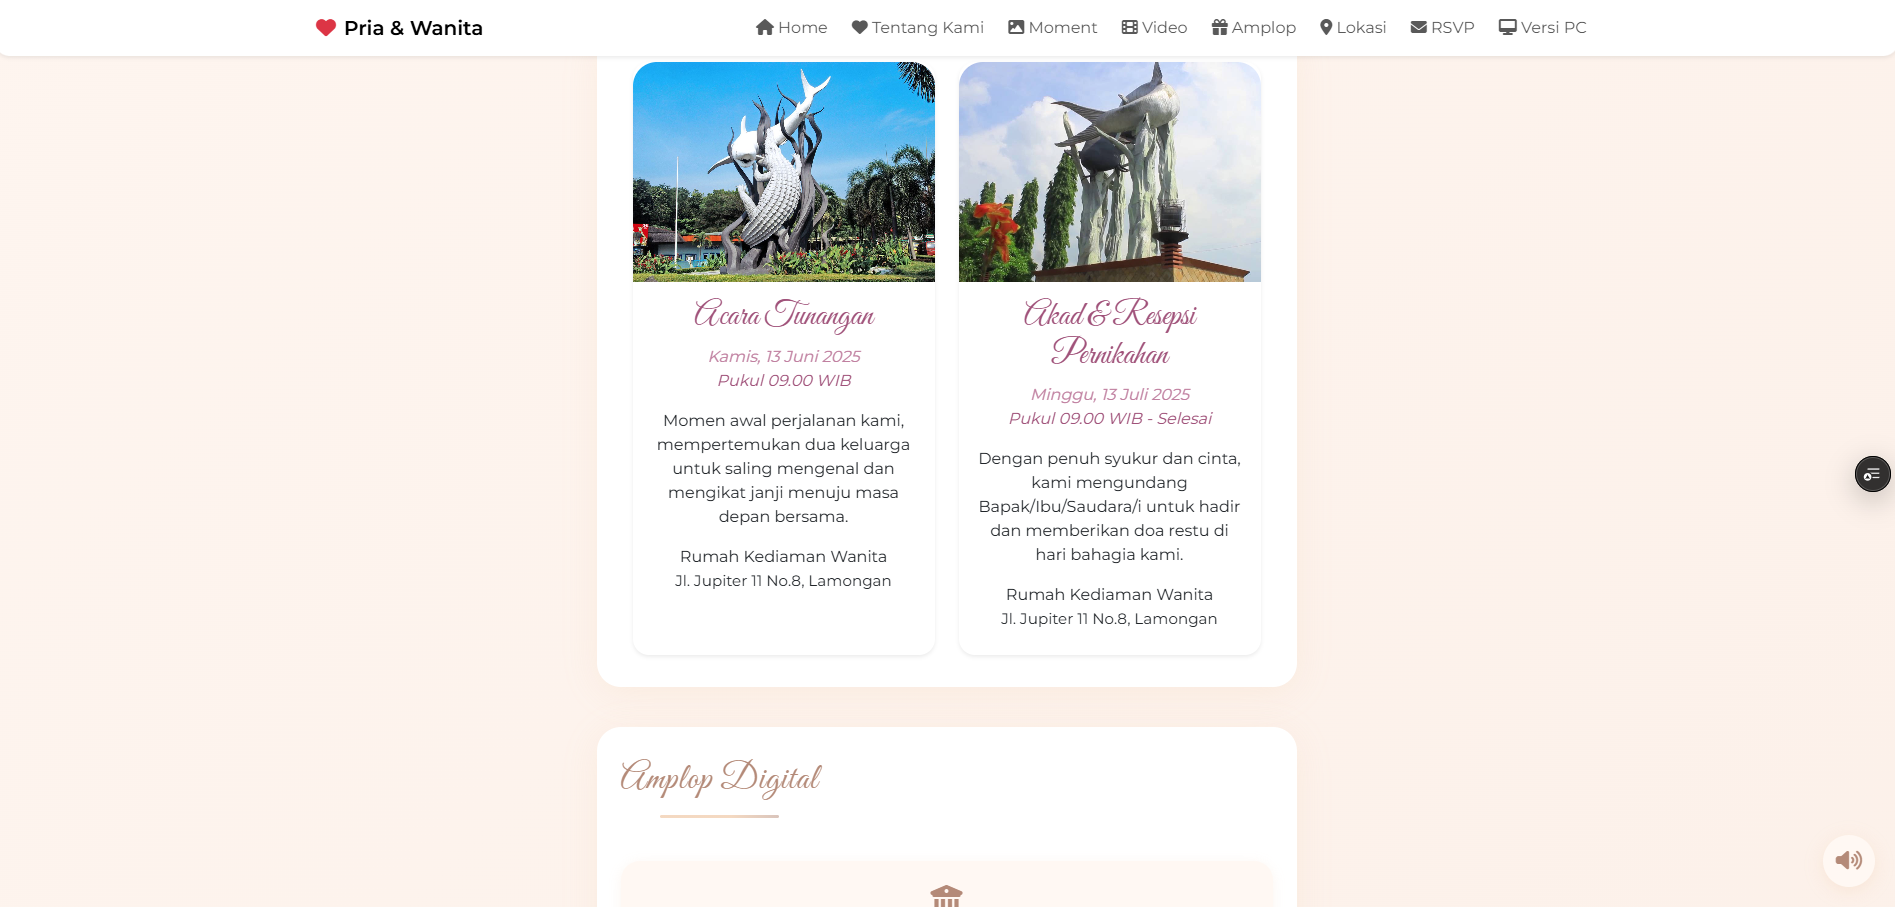 Pria & Wanita
Home
Tentang Kami
Moment
Video
Amplop
Lokasi
RSVP
Versi PC
Acara Tunangan
Kamis, 13 Juni 2025
Pukul 09.00 WIB
Momen awal perjalanan kami,
mempertemukan dua keluarga
untuk saling mengenal dan
mengikat janji menuju masa
depan bersama.
Rumah Kediaman Wanita
Jl. Jupiter 11 No.8, Lamongan
Akad & Resepsi
Pernikahan
Minggu, 13 Juli 2025
Pukul 09.00 WIB - Selesai
Dengan penuh syukur dan cinta,
kami mengundang
Bapak/Ibu/Saudara/i untuk hadir
dan memberikan doa restu di
hari bahagia kami.
Rumah Kediaman Wanita
Jl. Jupiter 11 No.8, Lamongan
Amplop Digital